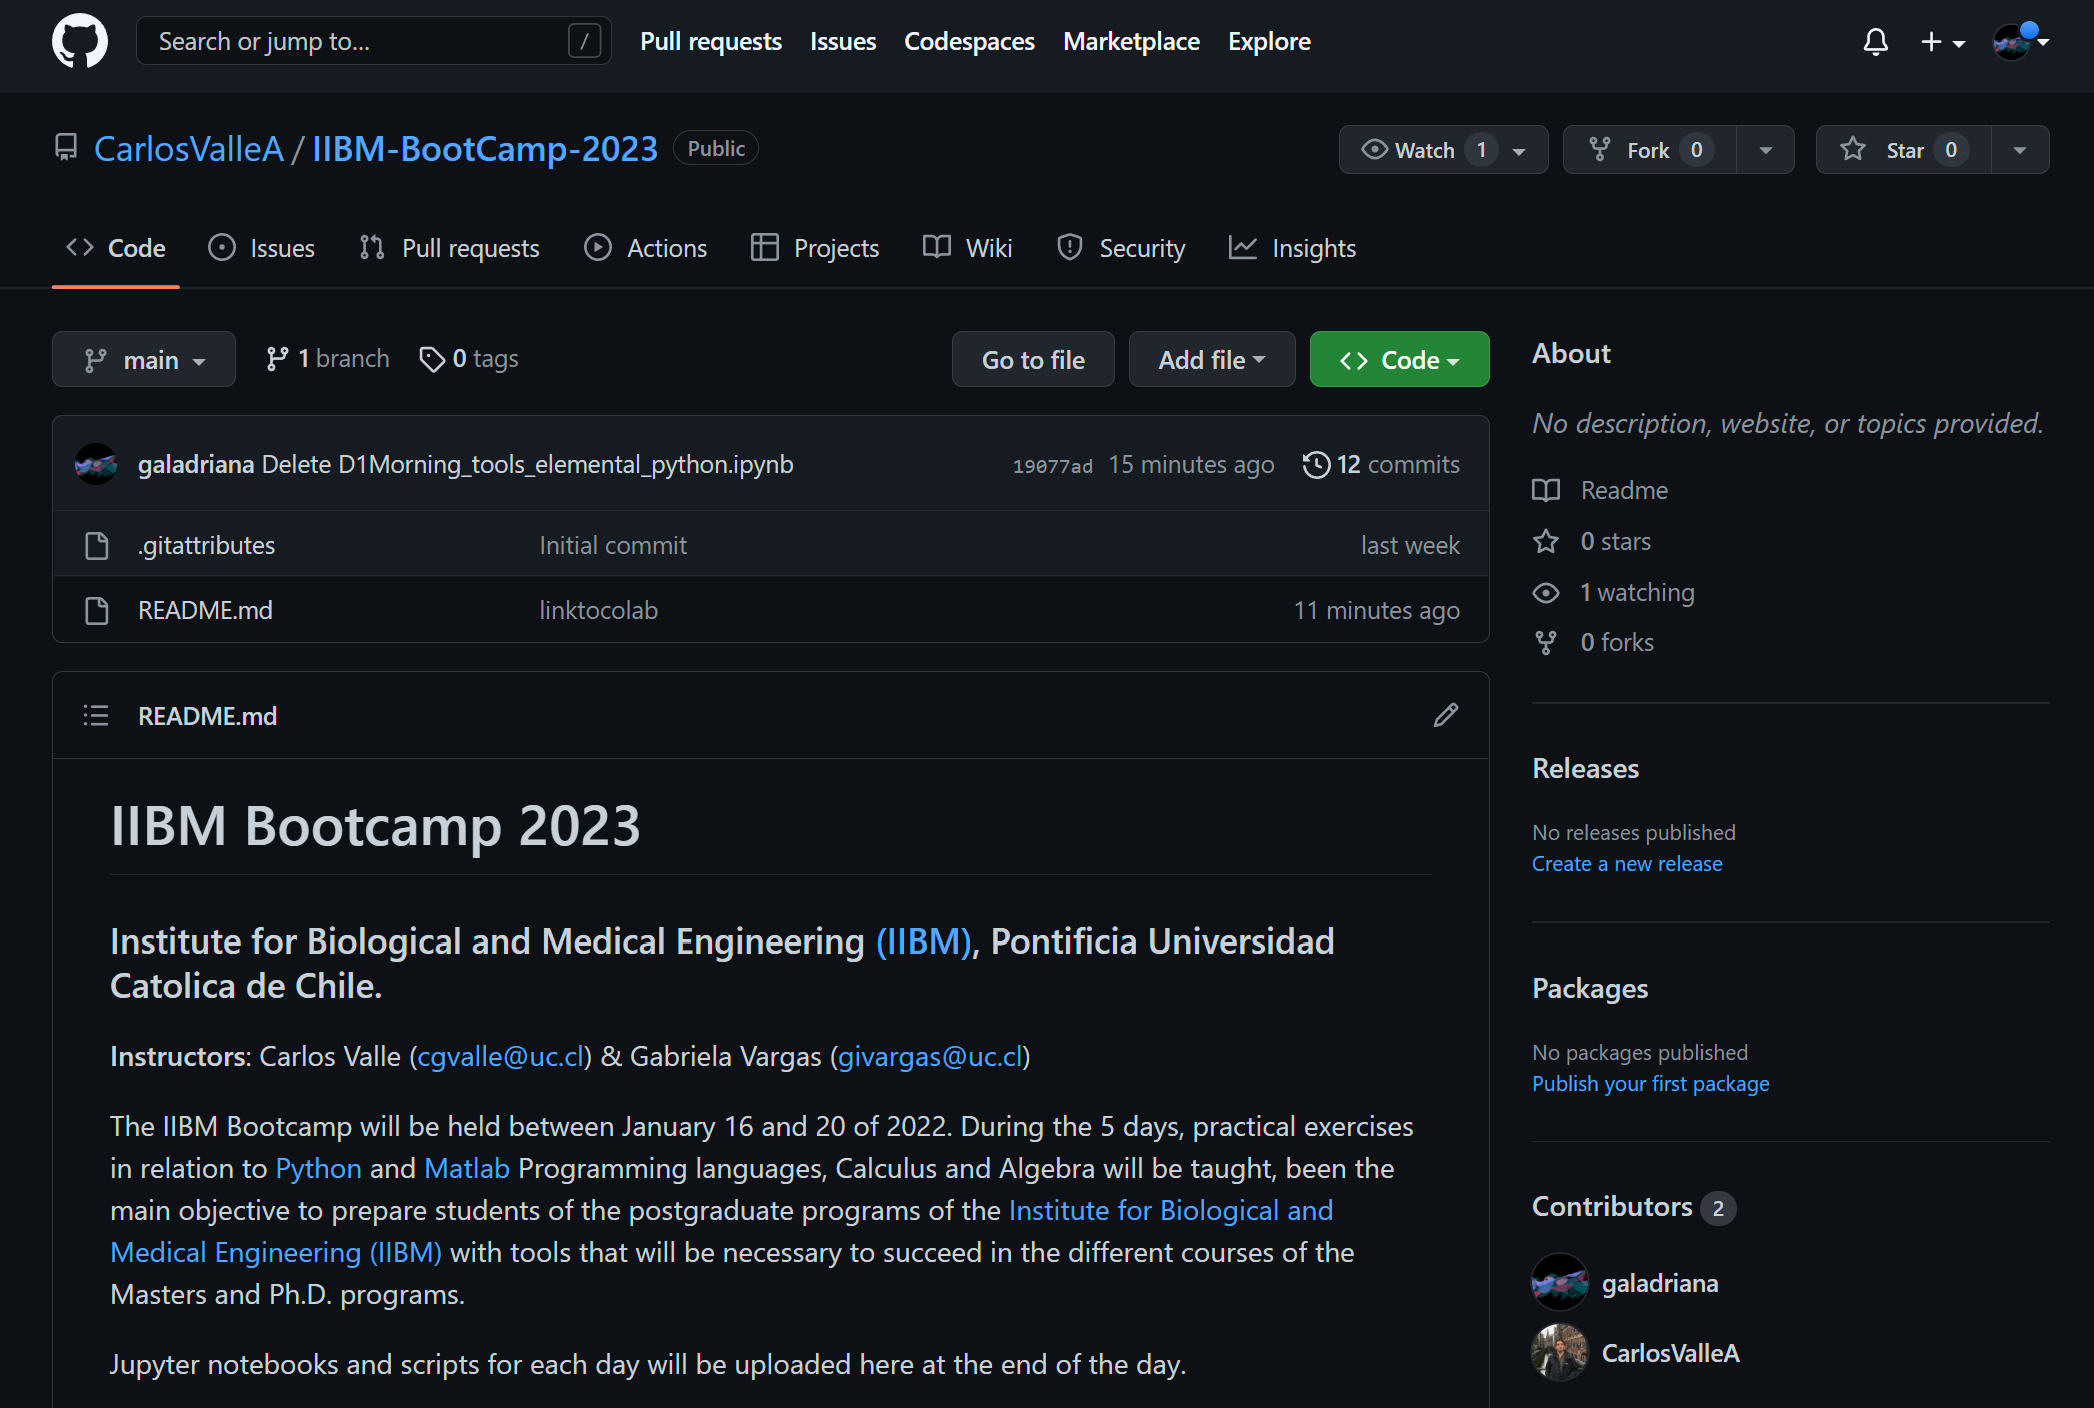 Search or jump to... /
Pull requests Issues Codespaces Marketplace Explore
CarlosValleA / IIBM-BootCamp-2023 Public
Watch 1 Fork 0 Star 0
Code Issues Pull requests Actions Projects Wiki Security Insights
main 1 branch 0 tags Go to file Add file Code
galadriana Delete D1Morning_tools_elemental_python.ipynb 19077ad 15 minutes ago 12 commits
.gitattributes Initial commit last week
README.md linktocolab 11 minutes ago
README.md
IIBM Bootcamp 2023
Institute for Biological and Medical Engineering (IIBM), Pontificia Universidad
Catolica de Chile.
Instructors: Carlos Valle (cgvalle@uc.cl) & Gabriela Vargas (givargas@uc.cl)
The IIBM Bootcamp will be held between January 16 and 20 of 2022. During the 5 days, practical exercises
in relation to Python and Matlab Programming languages, Calculus and Algebra will be taught, been the
main objective to prepare students of the postgraduate programs of the Institute for Biological and
Medical Engineering (IIBM) with tools that will be necessary to succeed in the different courses of the
Masters and Ph.D. programs.
Jupyter notebooks and scripts for each day will be uploaded here at the end of the day.
About
No description, website, or topics provided.
Readme
0 stars
1 watching
0 forks
Releases
No releases published
Create a new release
Packages
No packages published
Publish your first package
Contributors 2
galadriana
CarlosValleA